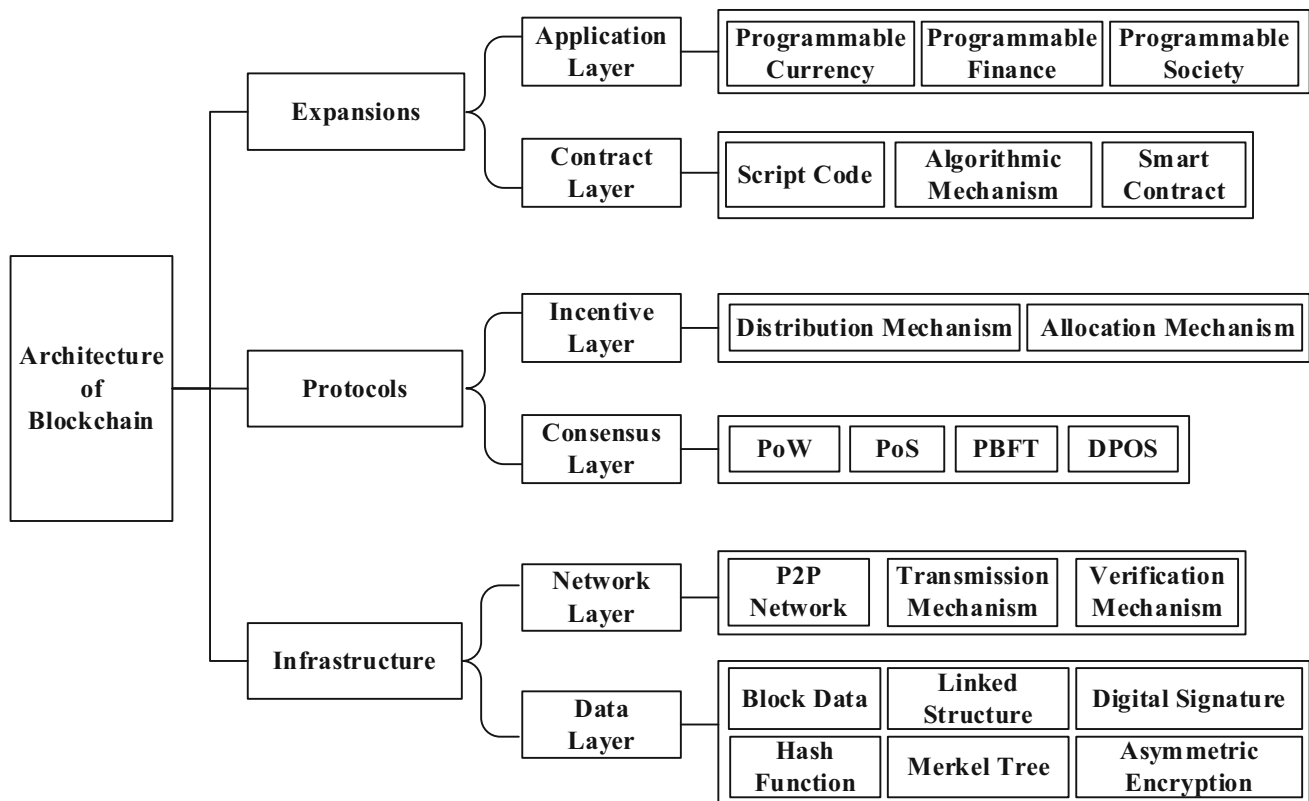 Architecture
of
Blockchain
Expansions
Application
Layer
Programmable
Currency
Programmable
Finance
Programmable
Society
Contract
Layer
Script Code
Algorithmic
Mechanism
Smart
Contract
Protocols
Incentive
Layer
Distribution Mechanism
Allocation Mechanism
Consensus
Layer
PoW
PoS
PBFT
DPOS
Infrastructure
Network
Layer
P2P
Network
Transmission
Mechanism
Verification
Mechanism
Data
Layer
Block Data
Linked
Structure
Digital Signature
Hash
Function
Merkel Tree
Asymmetric
Encryption